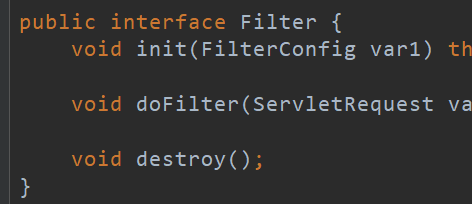 public interface Filter {
void init(FilterConfig var1) th
void doFilter(ServletRequest va
void destroy();
}